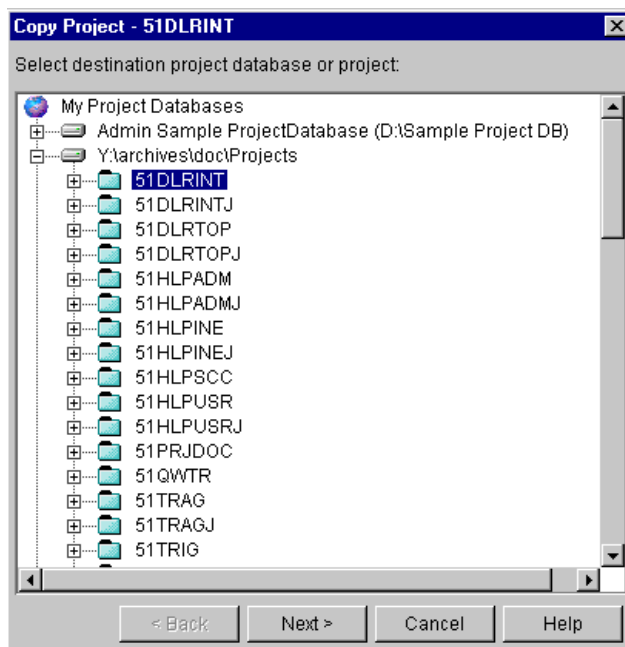 Copy Project - 51DLRINT
Select destination project database or project:
My Project Databases
Admin Sample ProjectDatabase (D:\Sample Project DB)
Y:\archives\doc\Projects
51DLRINT
51DLRINTJ
51DLRTOP
51DLRTOPJ
51HLPADM
51HLPADMJ
51HLPINE
51HLPINEJ
51HLPSCC
51HLPUSR
51HLPUSRJ
51PRJDOC
51QWTR
51TRAG
51TRAGJ
51TRIG
< Back Next > Cancel Help